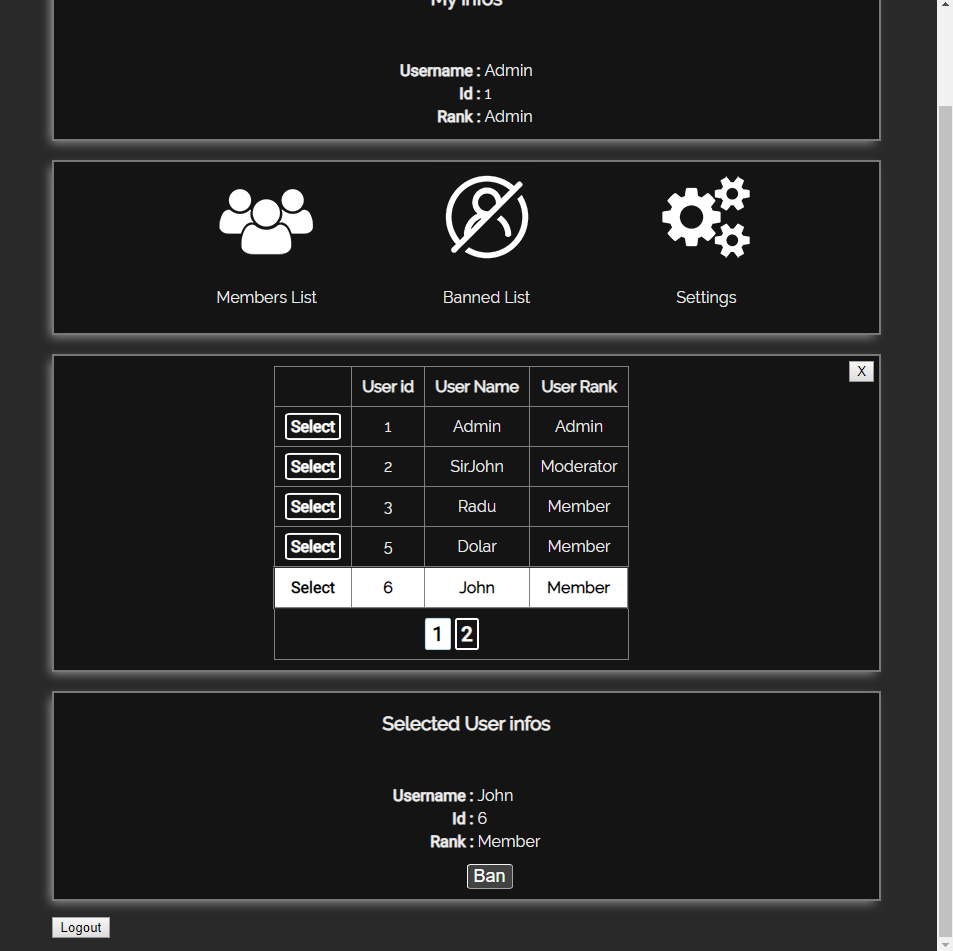 My infos
Username : Admin
Id : 1
Rank : Admin
Members List
Banned List
Settings
X
User id User Name User Rank
Select 1 Admin Admin
Select 2 SirJohn Moderator
Select 3 Radu Member
Select 5 Dolar Member
Select 6 John Member
1 2
Selected User infos
Username : John
Id : 6
Rank : Member
Ban
Logout